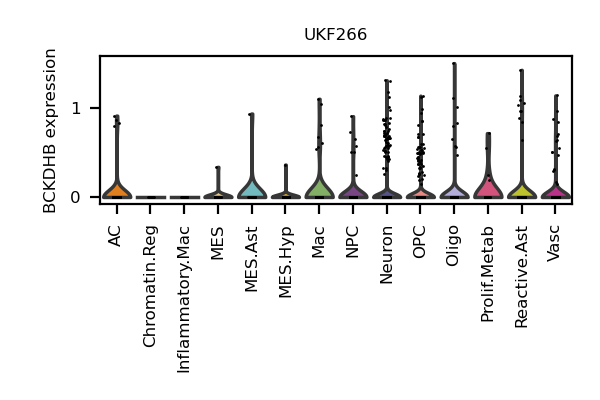 UKF266
BCKDHB expression
1
0
AC
Chromatin.Reg
Inflammatory.Mac
MES
MES.Ast
MES.Hyp
Mac
NPC
Neuron
OPC
Oligo
Prolif.Metab
Reactive.Ast
Vasc